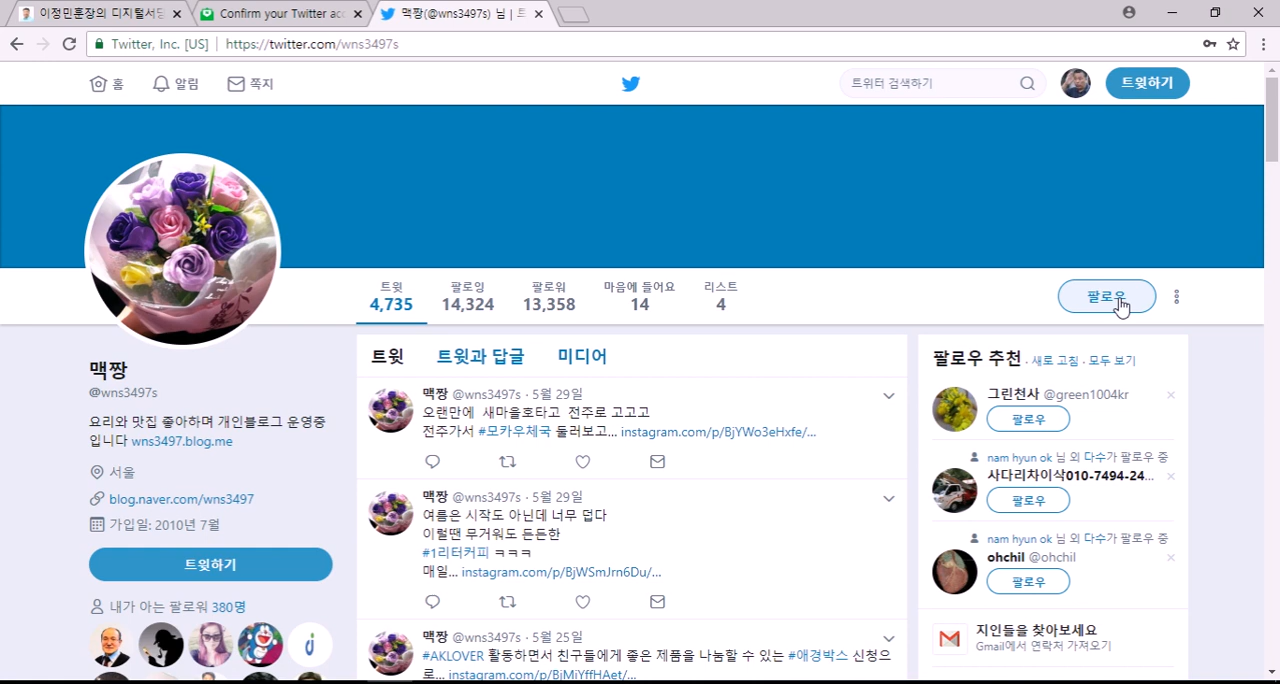 이정민훈장의 디지털서당
Confirm your Twitter acc
맥짱(@wns3497s) 님 | 트
Twitter, Inc. [US] https://twitter.com/wns3497s
홈 알림 쪽지 트위터 검색하기 트윗하기
트윗 팔로잉 팔로워 마음에 들어요 리스트
4,735 14,324 13,358 14 4
팔로우
맥짱
@wns3497s
요리와 맛집 좋아하며 개인블로그 운영중
입니다 wns3497.blog.me
서울
blog.naver.com/wns3497
가입일: 2010년 7월
트윗하기
내가 아는 팔로워 380명
트윗 트윗과 답글 미디어
맥짱 @wns3497s · 5월 29일
오랜만에 새마을호타고 전주로 고고고
전주가서 #모카우체국 둘러보고... instagram.com/p/BjYWo3eHxfe/...
맥짱 @wns3497s · 5월 29일
여름은 시작도 아닌데 너무 덥다
이럴땐 무거워도 든든한
#1리터커피 ㅋㅋㅋ
매일... instagram.com/p/BjWSmJrn6Du/...
맥짱 @wns3497s · 5월 25일
#AKLOVER 활동하면서 친구들에게 좋은 제품을 나눔할 수 있는 #애경박스 신청으
로... instagram.com/p/BjMiYffHAet/...
팔로우 추천 · 새로 고침 · 모두 보기
그린천사 @green1004kr
팔로우
nam hyun ok 님 외 다수가 팔로우 중
사다리차이삭010-7494-24...
팔로우
nam hyun ok 님 외 다수가 팔로우 중
ohchil @ohchil
팔로우
지인들을 찾아보세요
Gmail에서 연락처 가져오기